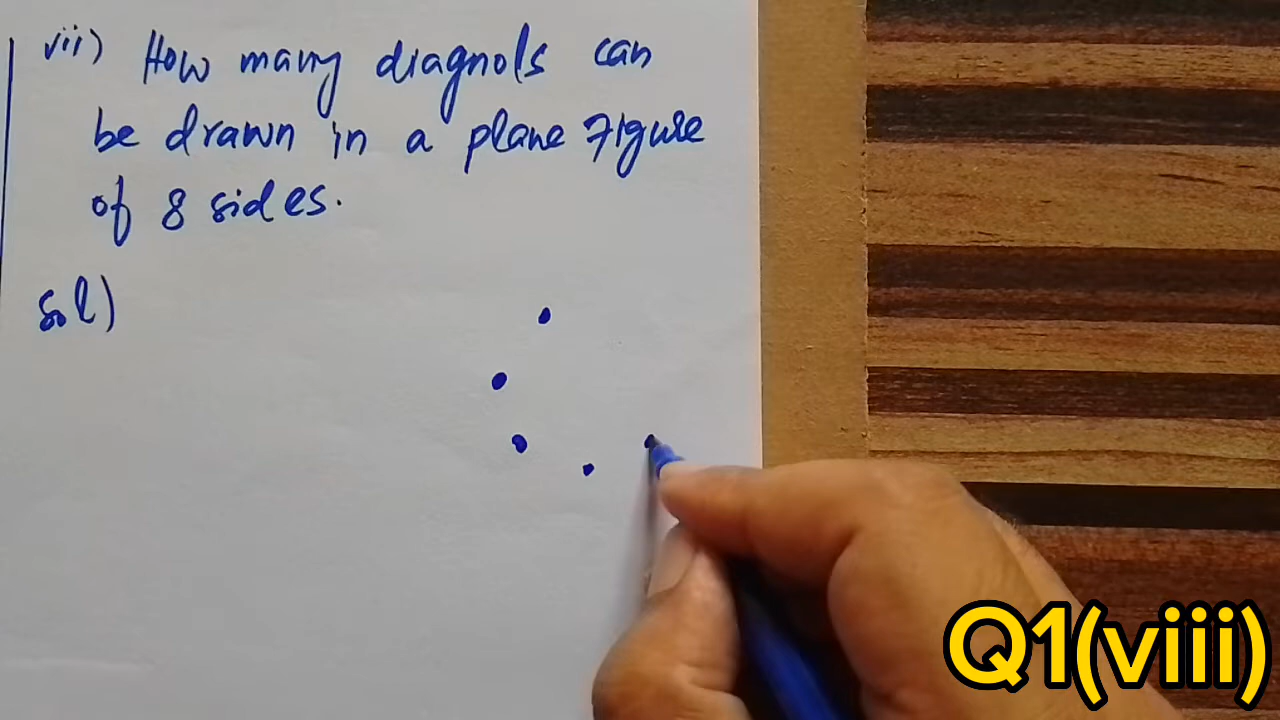 vii) How many diagnols can
be drawn in a plane Figure
of 8 sides.
Sol)
Q1(viii)